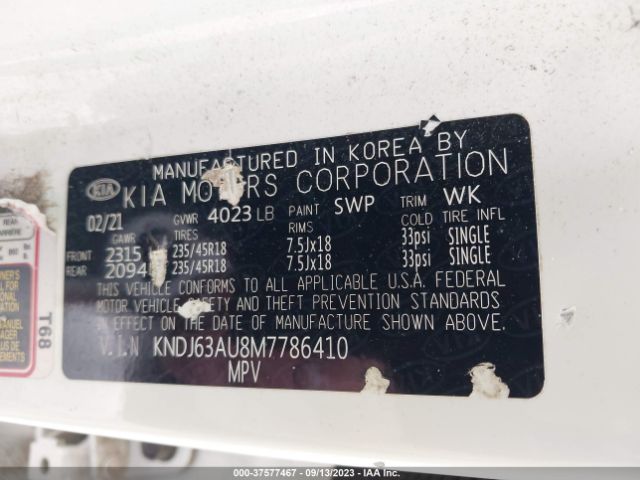 MANUFACTURED IN KOREA BY
KIA KIA MOTORS CORPORATION
02/21 GVWR 4023 LB PAINT SWP TRIM WK
GAWR TIRES RIMS COLD TIRE INFL
FRONT 2315 235/45R18 7.5Jx18 33psi SINGLE
REAR 2094 235/45R18 7.5Jx18 33psi SINGLE
THIS VEHICLE CONFORMS TO ALL APPLICABLE U.S.A. FEDERAL
MOTOR VEHICLE SAFETY AND THEFT PREVENTION STANDARDS
IN EFFECT ON THE DATE OF MANUFACTURE SHOWN ABOVE.
V.I.N KNDJ63AU8M7786410
MPV
T68
REAR
MANUEL
000-37577467 - 09/13/2023 - IAA Inc.